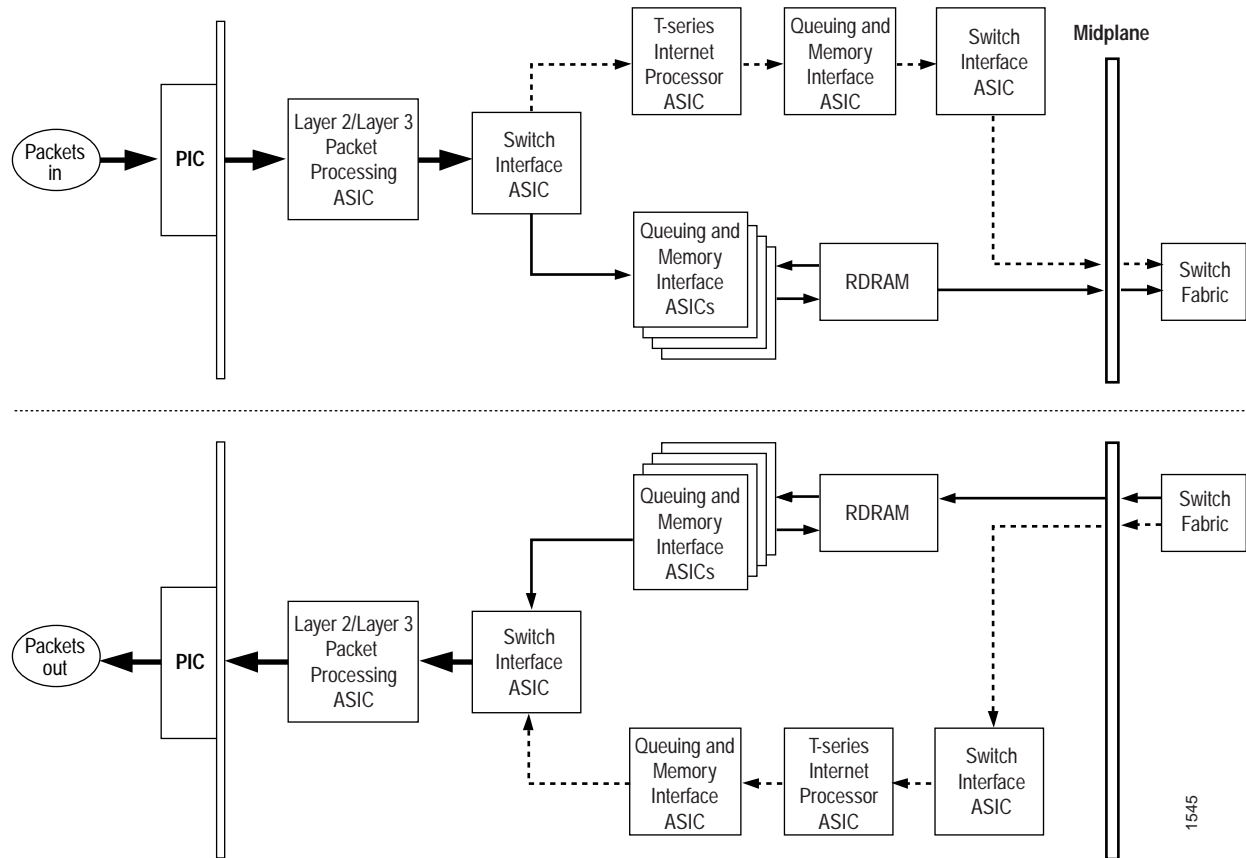 Packets
in
PIC
Layer 2/Layer 3
Packet
Processing
ASIC
Switch
Interface
ASIC
T-series
Internet
Processor
ASIC
Queuing and
Memory
Interface
ASIC
Switch
Interface
ASIC
Midplane
Queuing and
Memory
Interface
ASICs
RDRAM
Switch
Fabric
Queuing and
Memory
Interface
ASICs
RDRAM
Switch
Fabric
Packets
out
PIC
Layer 2/Layer 3
Packet
Processing
ASIC
Switch
Interface
ASIC
Queuing and
Memory
Interface
ASIC
T-series
Internet
Processor
ASIC
Switch
Interface
ASIC
1545